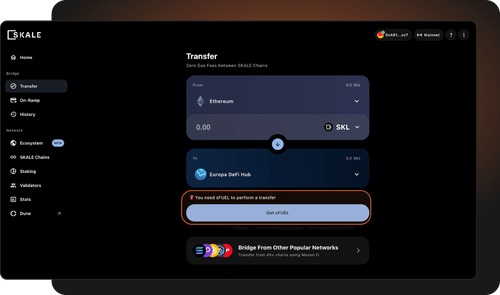 SKALE
0xA91...cc7
Mainnet
?
Home
Transfer
Zero Gas Fees between SKALE Chains
Bridge
Transfer
On-Ramp
History
From
0.0 SKL
Ethereum
0.00
SKL
Network
Ecosystem
NEW
SKALE Chains
Staking
Validators
Stats
Dune
To
0.0 SKL
Europa DeFi Hub
You need sFUEL to perform a transfer
Get sFUEL
Bridge From Other Popular Networks
Transfer from 45+ chains using Meson Fi